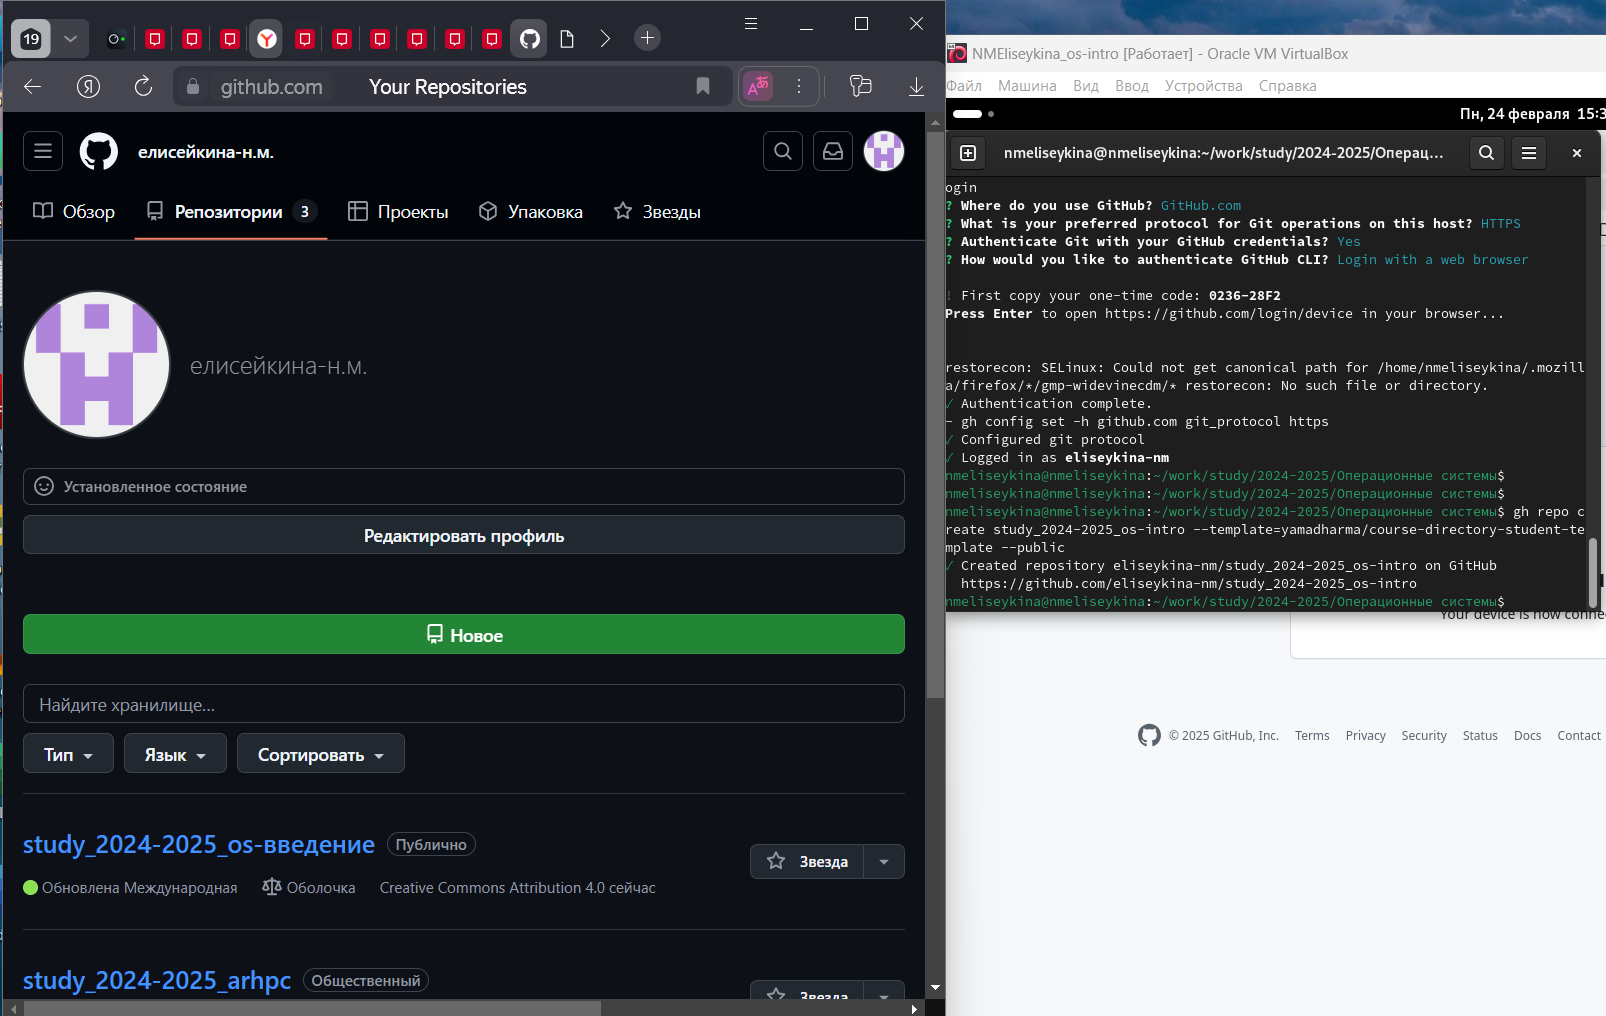 19
github.com
Your Repositories
елисейкина-н.м.
Обзор
Репозитории 3
Проекты
Упаковка
Звезды
елисейкина-н.м.
Установленное состояние
Редактировать профиль
Новое
Найдите хранилище...
Тип
Язык
Сортировать
study_2024-2025_os-введение Публично
Звезда
Обновлена Международная Оболочка Creative Commons Attribution 4.0 сейчас
study_2024-2025_arhpc Общественный
Звезда
NMEliseykina_os-intro [Работает] - Oracle VM VirtualBox
Файл Машина Вид Ввод Устройства Справка
Пн, 24 февраля 15:3
nmeliseykina@nmeliseykina:~/work/study/2024-2025/Операц...
ogin
? Where do you use GitHub? GitHub.com
? What is your preferred protocol for Git operations on this host? HTTPS
? Authenticate Git with your GitHub credentials? Yes
? How would you like to authenticate GitHub CLI? Login with a web browser
! First copy your one-time code: 0236-28F2
Press Enter to open https://github.com/login/device in your browser...
restorecon: SELinux: Could not get canonical path for /home/nmeliseykina/.mozill
a/firefox/*/gmp-widevinecdm/* restorecon: No such file or directory.
✓ Authentication complete.
- gh config set -h github.com git_protocol https
✓ Configured git protocol
✓ Logged in as eliseykina-nm
nmeliseykina@nmeliseykina:~/work/study/2024-2025/Операционные системы$
nmeliseykina@nmeliseykina:~/work/study/2024-2025/Операционные системы$
nmeliseykina@nmeliseykina:~/work/study/2024-2025/Операционные системы$ gh repo c
reate study_2024-2025_os-intro --template=yamadharma/course-directory-student-te
mplate --public
✓ Created repository eliseykina-nm/study_2024-2025_os-intro on GitHub
https://github.com/eliseykina-nm/study_2024-2025_os-intro
nmeliseykina@nmeliseykina:~/work/study/2024-2025/Операционные системы$
Your device is now conne
© 2025 GitHub, Inc. Terms Privacy Security Status Docs Contact